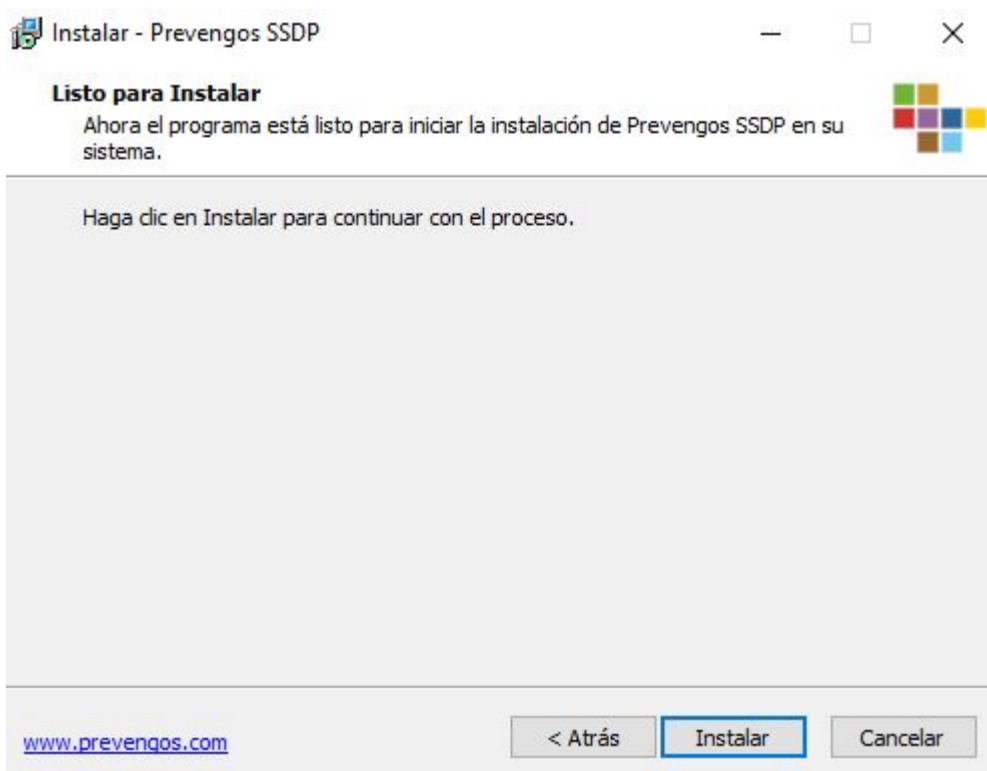 Instalar - Prevengos SSDP
Listo para Instalar
Ahora el programa está listo para iniciar la instalación de Prevengos SSDP en su
sistema.
Haga clic en Instalar para continuar con el proceso.
www.prevengos.com
< Atrás
Instalar
Cancelar